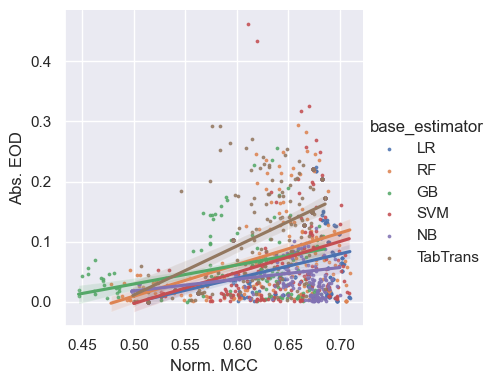 Abs. EOD
0.4
0.3
0.2
0.1
0.0
0.45 0.50 0.55 0.60 0.65 0.70
Norm. MCC
base_estimator
LR
RF
GB
SVM
NB
TabTrans